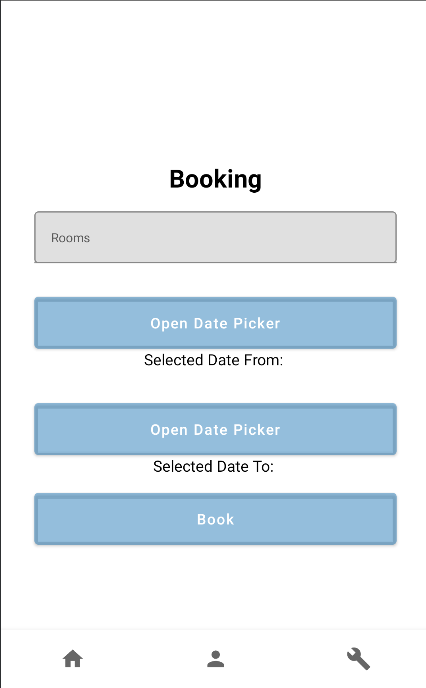 Booking
Rooms
Open Date Picker
Selected Date From:
Open Date Picker
Selected Date To:
Book